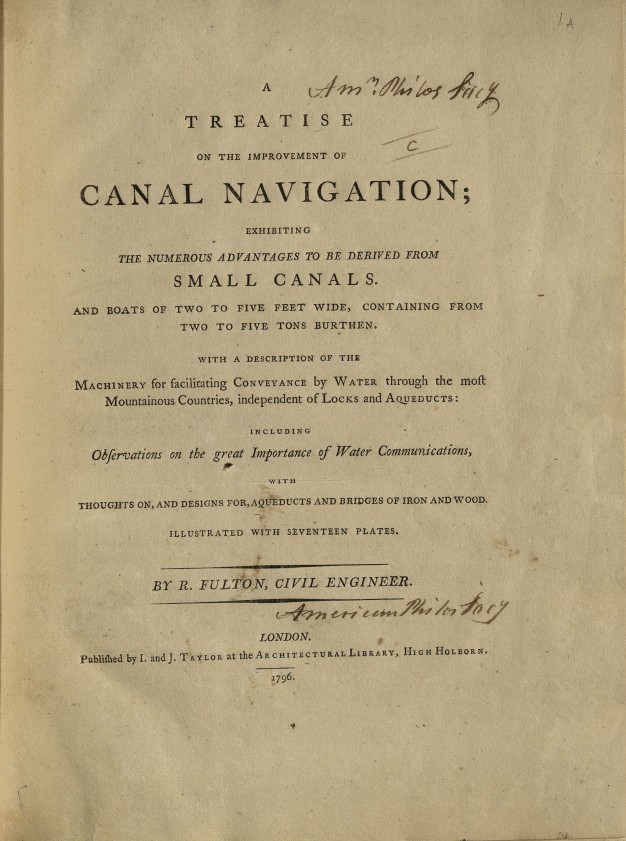 1A
A
Amn. Philos Socy
TREATISE
ON THE IMPROVEMENT OF
C
CANAL NAVIGATION;
EXHIBITING
THE NUMEROUS ADVANTAGES TO BE DERIVED FROM
SMALL CANALS.
AND BOATS OF TWO TO FIVE FEET WIDE, CONTAINING FROM
TWO TO FIVE TONS BURTHEN.
WITH A DESCRIPTION OF THE
MACHINERY for facilitating CONVEYANCE by WATER through the moſt
Mountainous Countries, independent of LOCKS and AQUEDUCTS:
INCLUDING
Obſervations on the great Importance of Water Communications,
WITH
THOUGHTS ON, AND DESIGNS FOR, AQUEDUCTS AND BRIDGES OF IRON AND WOOD.
ILLUSTRATED WITH SEVENTEEN PLATES.
BY R. FULTON, CIVIL ENGINEER.
American Philos Socy
LONDON.
Publiſhed by I. and J. TAYLOR at the ARCHITECTURAL LIBRARY, HIGH HOLBORN.
1796.